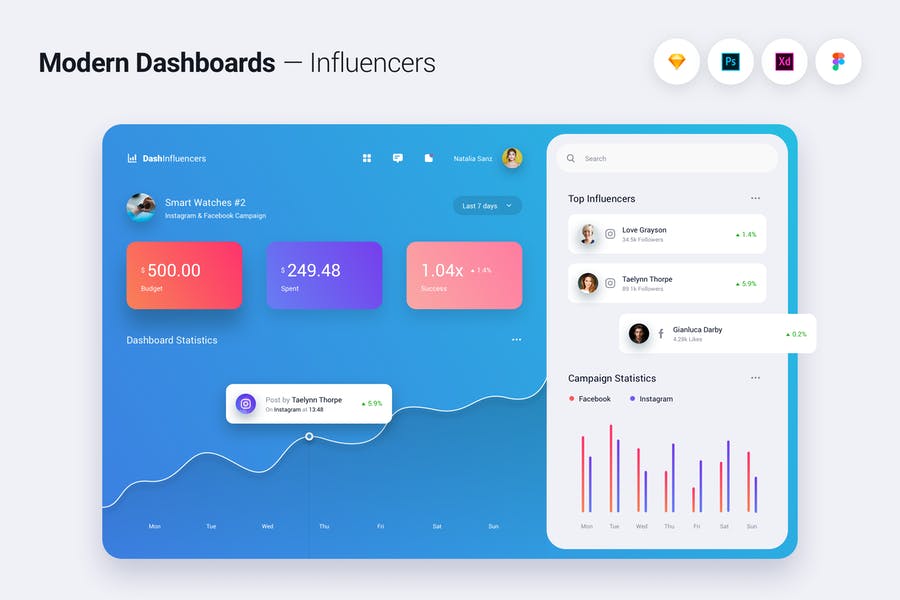 Modern Dashboards — Influencers
Ps
Xd
DashInfluencers
Natalia Sanz
Smart Watches #2
Instagram & Facebook Campaign
Last 7 days
$ 500.00
Budget
$ 249.48
Spent
1.04x 1.4%
Success
Dashboard Statistics
Post by Taelynn Thorpe
On Instagram at 13:48
5.9%
Mon Tue Wed Thu Fri Sat Sun
Search
Top Influencers
Love Grayson
34.5k Followers
1.4%
Taelynn Thorpe
89.1k Followers
5.9%
Gianluca Darby
4.28k Likes
0.2%
Campaign Statistics
Facebook Instagram
Mon Tue Wed Thu Fri Sat Sun